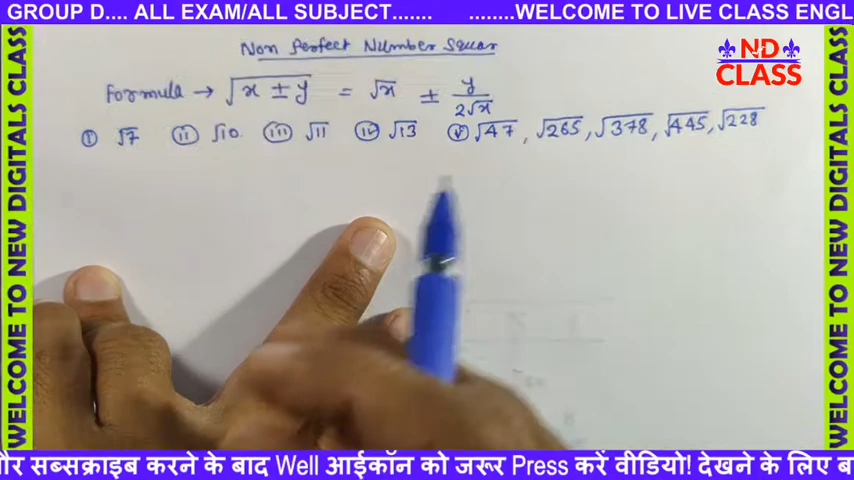 GROUP D.... ALL EXAM/ALL SUBJECT....... ........WELCOME TO LIVE CLASS ENGL
WELCOME TO NEW DIGITALS CLASS
Non Perfect Number Squar
ND
CLASS
Formula → √x ± y = √x ± y/2√x
(i) √7 (ii) √10 (iii) √11 (iv) √13 (v) √47, √265, √378, √445, √228
WELCOME TO NEW DIGITALS CLASS
और सब्सक्राइब करने के बाद Well आईकॉन को जरूर Press करें वीडियो! देखने के लिए